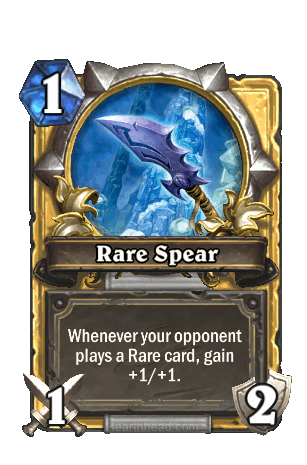 1
Rare Spear
Whenever your opponent
plays a Rare card, gain
+1/+1.
1
2